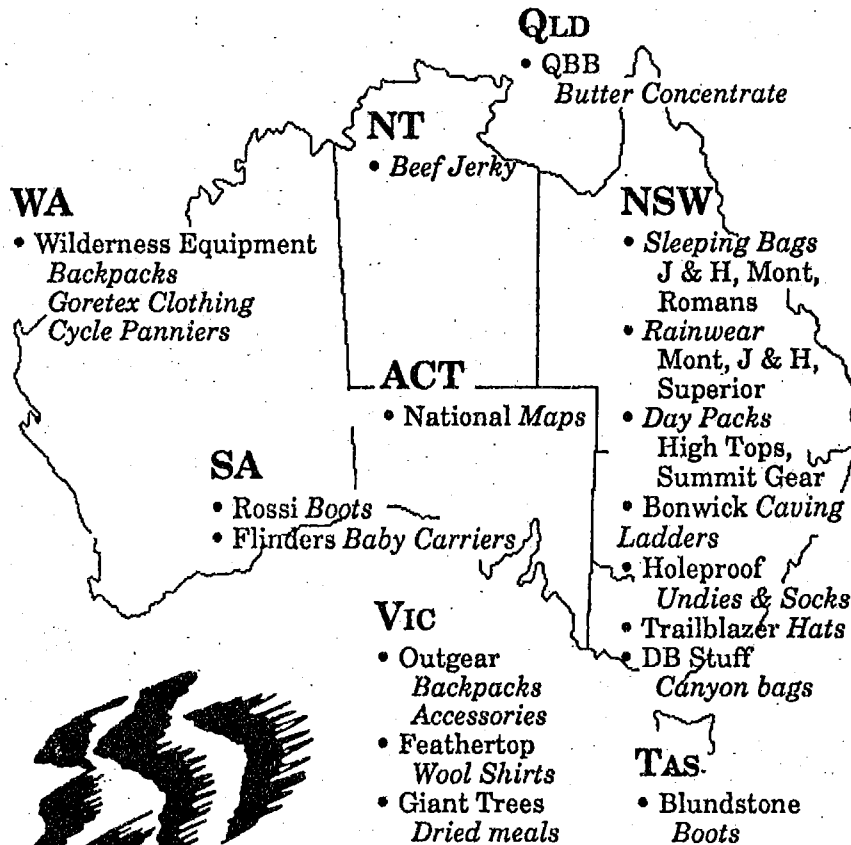 QLD
• QBB
Butter Concentrate
NT
• Beef Jerky
WA
• Wilderness Equipment
Backpacks
Goretex Clothing
Cycle Panniers
NSW
• Sleeping Bags
J & H, Mont,
Romans
• Rainwear
Mont, J & H,
Superior
• Day Packs
High Tops,
Summit Gear
• Bonwick Caving
Ladders
• Holeproof
Undies & Socks
• Trailblazer Hats
• DB Stuff
Canyon bags
ACT
• National Maps
SA
• Rossi Boots
• Flinders Baby Carriers
VIC
• Outgear
Backpacks
Accessories
• Feathertop
Wool Shirts
• Giant Trees
Dried meals
TAS.
• Blundstone
Boots